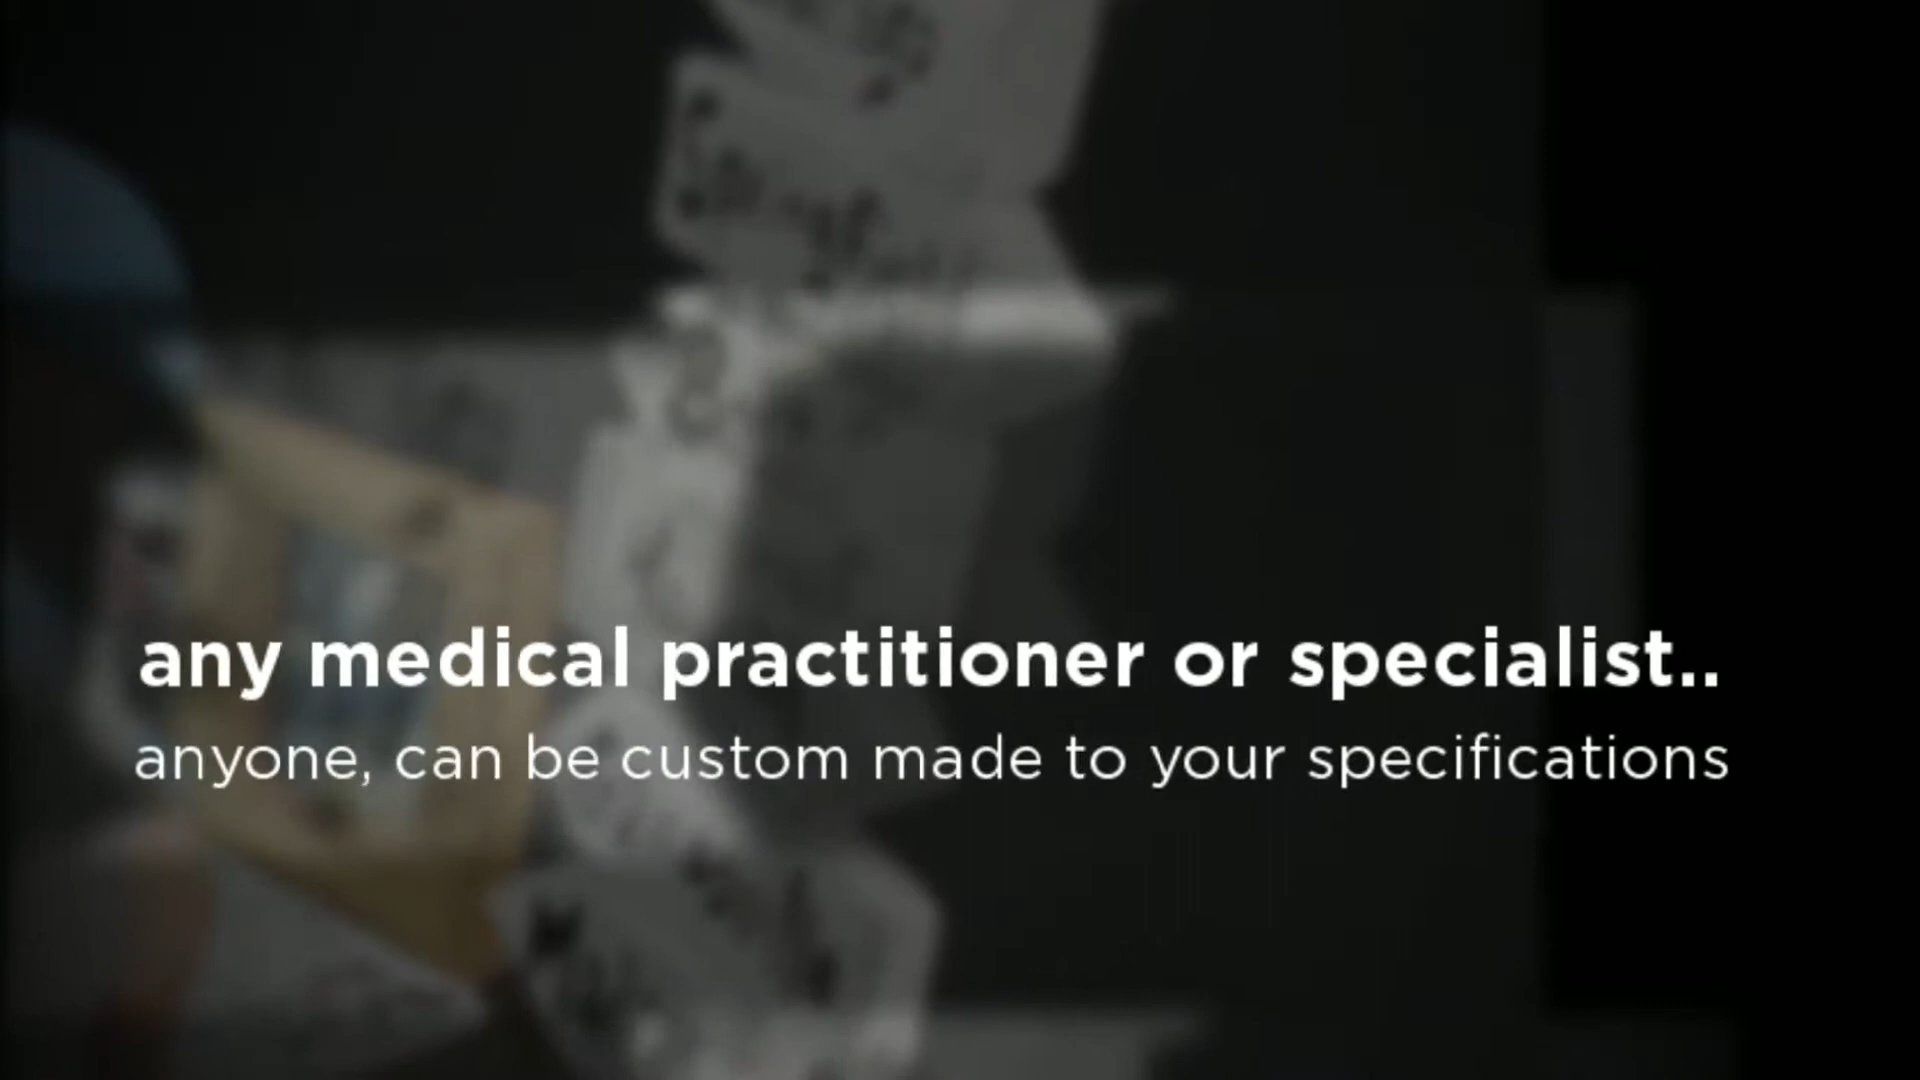 any medical practitioner or specialist..
anyone, can be custom made to your specifications